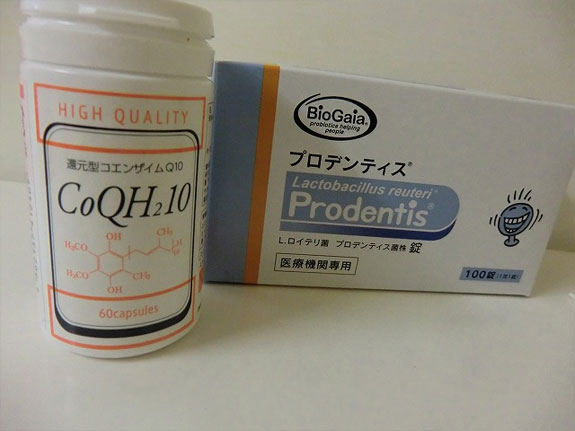 HIGH QUALITY
還元型コエンザイムQ10
CoQH₂10
OH
CH₃
H₃CO
H
10
H₃CO
CH₃
OH
60capsules
BioGaia®
probiotics helping
people
プロデンティス®
Lactobacillus reuteri
Prodentis®
L.ロイテリ菌 プロデンティス菌株 錠
医療機関専用
100錠